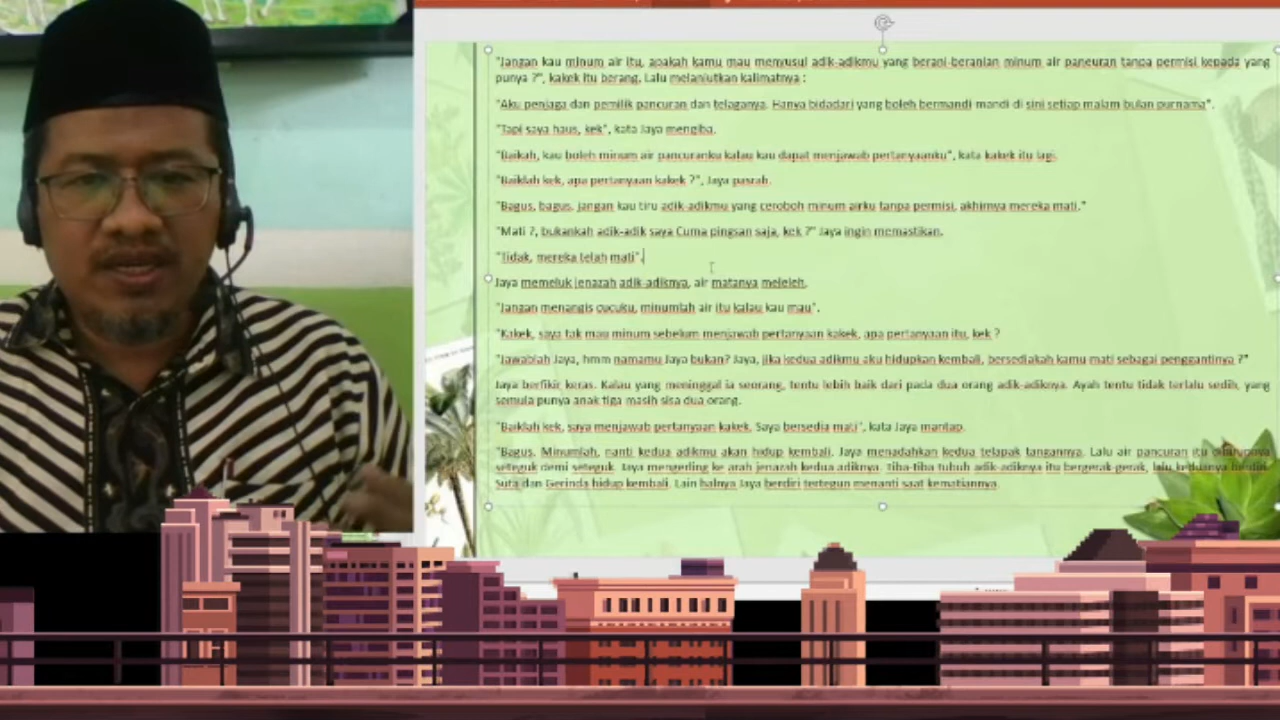 "Jangan kau minum air itu, apakah kamu mau menyusul adik-adikmu yang berani-beranian minum air paneuran tanpa permisi kepada yang
punya ?", kakek itu berang. Lalu melanjutkan kalimatnya :
"Aku penjaga dan pemilik pancuran dan telaganya. Hanya bidadari yang boleh bermandi mandi di sini setiap malam bulan purnama".
"Tapi saya haus, kek", kata Jaya mengiba.
"Baikah, kau boleh minum air pancuranku kalau kau dapat menjawab pertanyaanku", kata kakek itu lagi.
"Baiklah kek, apa pertanyaan kakek ?", Jaya pasrah.
"Bagus, bagus, jangan kau tiru adik-adikmu yang ceroboh minum airku tanpa permisi, akhirnya mereka mati."
"Mati ?, bukankah adik-adik saya Cuma pingsan saja, kek ?" Jaya ingin memastikan.
"Tidak, mereka telah mati".
Jaya memeluk jenazah adik-adiknya, air matanya meleleh.
"Jangan menangis cucuku, minumlah air itu kalau kau mau".
"Kakek, saya tak mau minum sebelum menjawab pertanyaan kakek, apa pertanyaan itu, kek ?
"Jawablah Jaya, hmm namamu Jaya bukan? Jaya, jika kedua adikmu aku hidupkan kembali, bersediakah kamu mati sebagai penggantinya ?"
Jaya berfikir keras. Kalau yang meninggal ia seorang, tentu lebih baik dari pada dua orang adik-adiknya. Ayah tentu tidak terlalu sedih, yang
semula punya anak tiga masih sisa dua orang.
"Baiklah kek, saya menjawab pertanyaan kakek. Saya bersedia mati", kata Jaya mantap.
"Bagus. Minumlah, nanti kedua adikmu akan hidup kembali. Jaya menadahkan kedua telapak tangannya. Lalu air pancuran itu
seteguk demi seteguk. Jaya mengerling ke arah jenazah kedua adiknya. Tiba-tiba tubuh adik-adiknya itu bergerak-gerak, lalu keduanya
Suta dan Gerinda hidup kembali. Lain halnya Jaya berdiri tertegun menanti saat kematiannya.